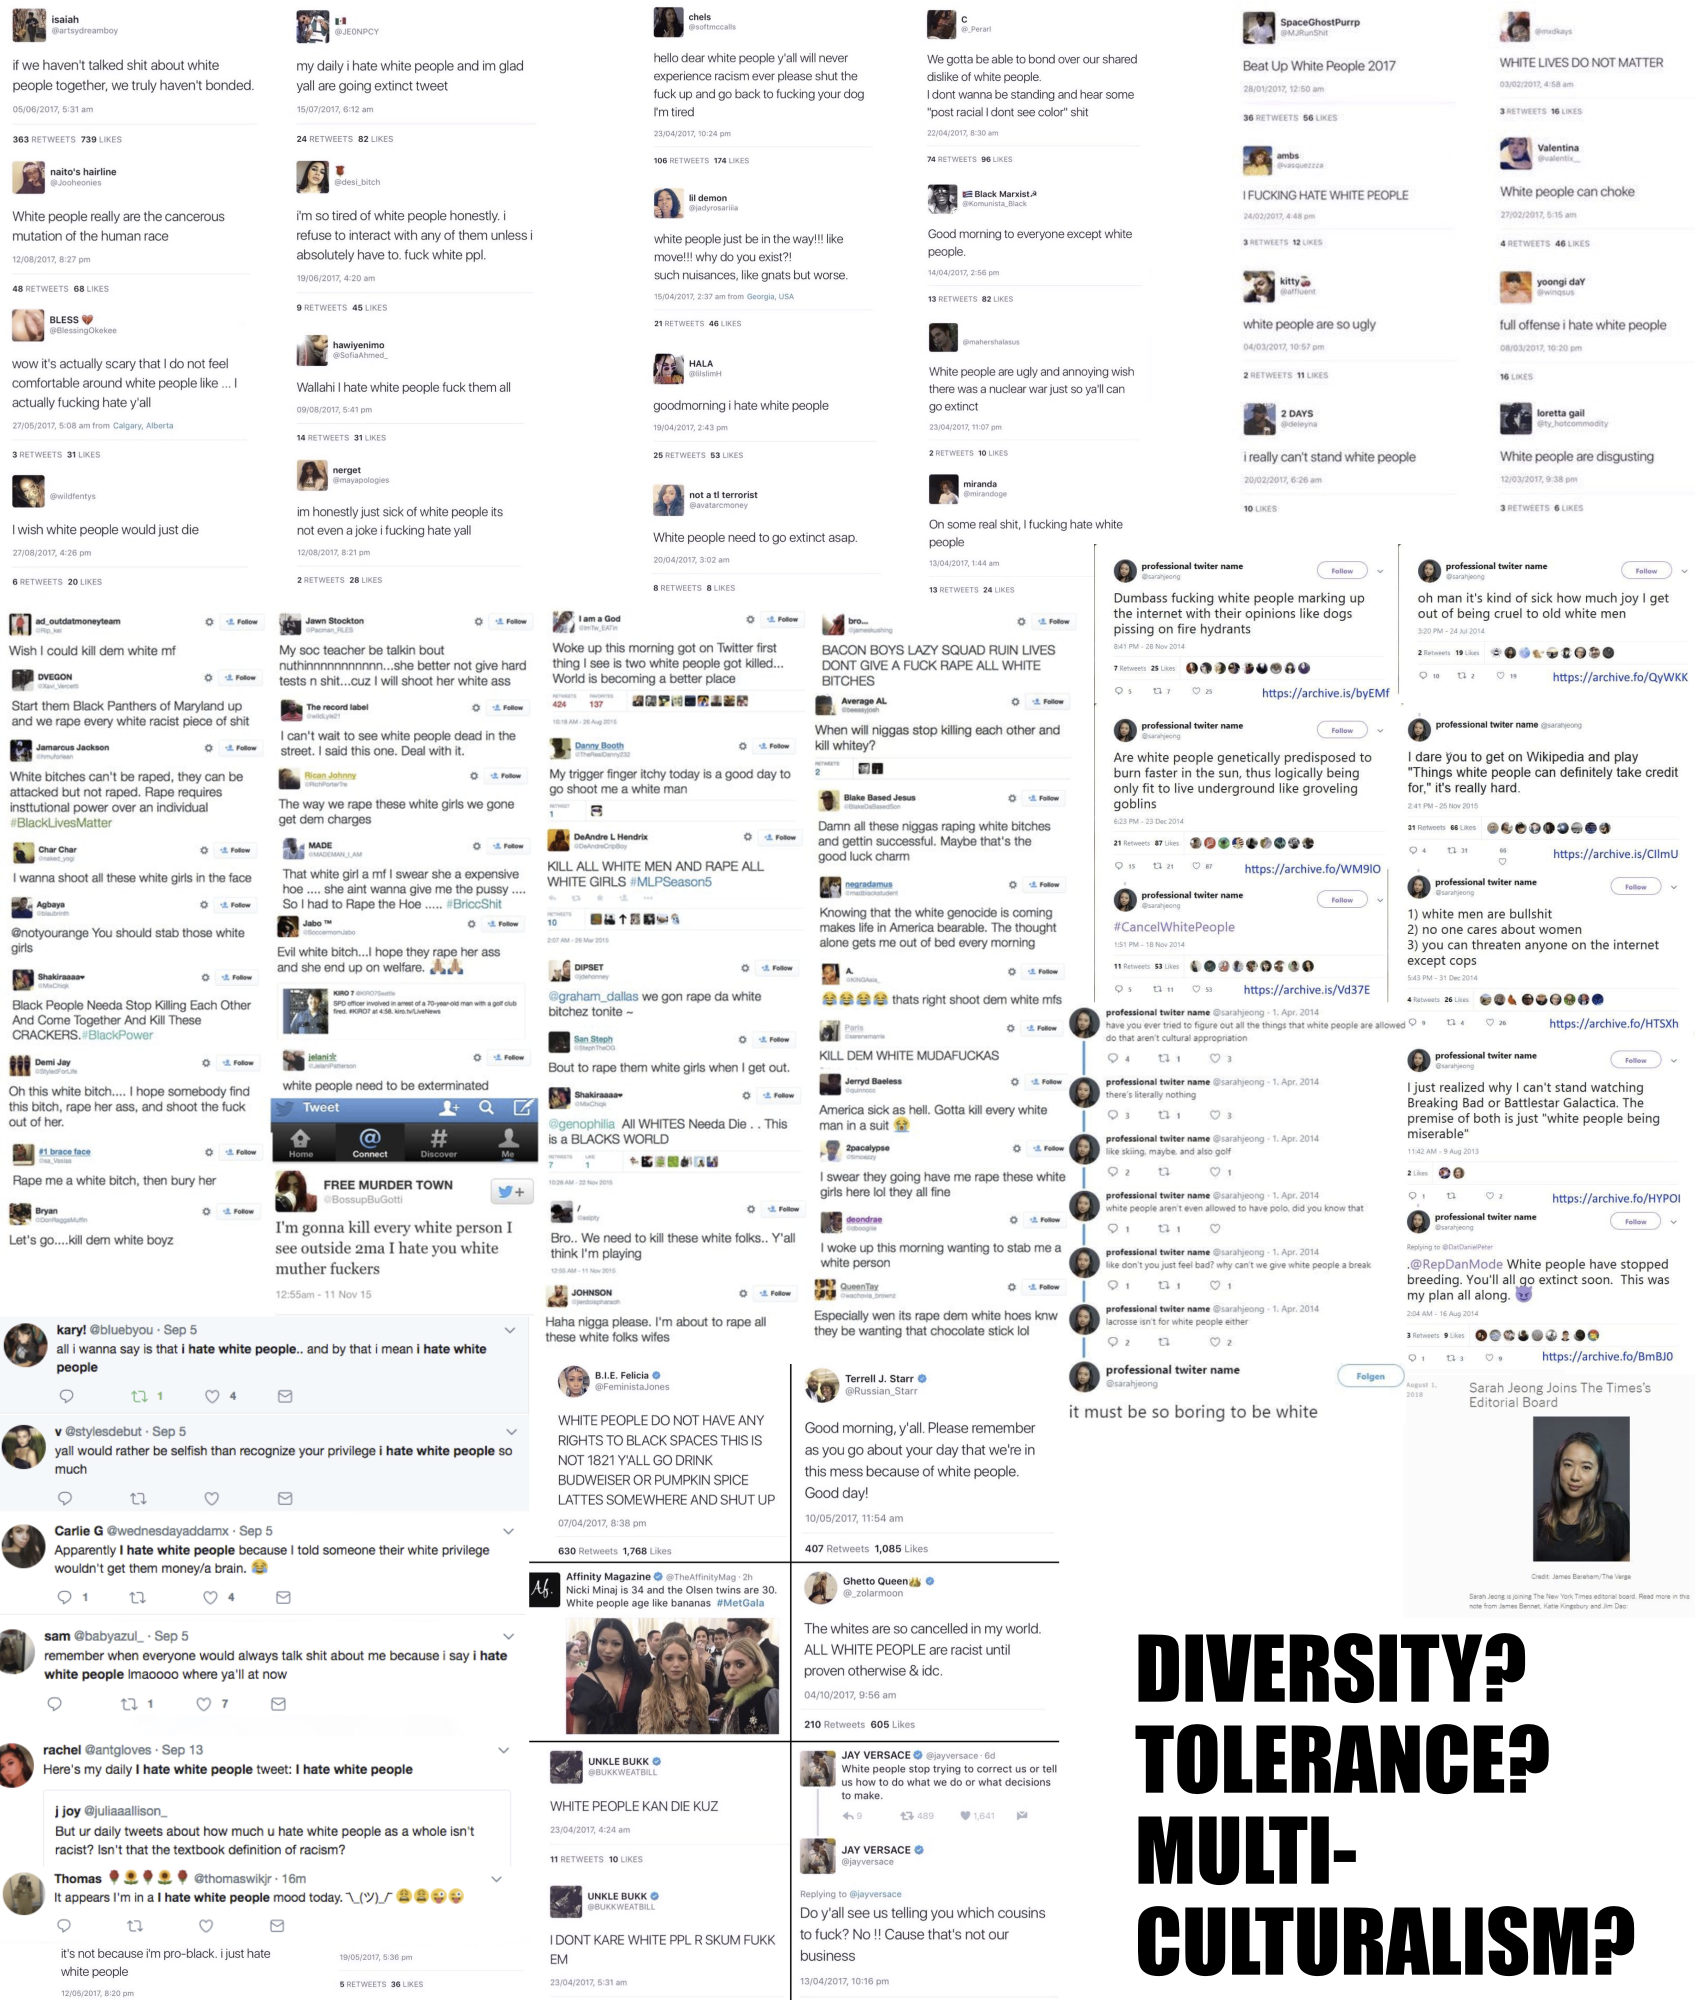 isaiah
@artsydreamboy
if we haven't talked shit about white
people together, we truly haven't bonded.
05/06/2017, 5:31 am
363 RETWEETS 739 LIKES
naito's hairline
@Jooheonies
White people really are the cancerous
mutation of the human race
12/08/2017, 8:27 pm
48 RETWEETS 68 LIKES
BLESS
@BlessingOkekee
wow it's actually scary that I do not feel
comfortable around white people like ... I
actually fucking hate y'all
27/05/2017, 5:08 am from Calgary, Alberta
3 RETWEETS 31 LIKES
@wildfentys
I wish white people would just die
27/08/2017, 4:26 pm
6 RETWEETS 20 LIKES
@JE0NPCY
my daily i hate white people and im glad
yall are going extinct tweet
15/07/2017, 6:12 am
24 RETWEETS 82 LIKES
@desi_bitch
i'm so tired of white people honestly. i
refuse to interact with any of them unless i
absolutely have to. fuck white ppl.
19/06/2017, 4:20 am
9 RETWEETS 45 LIKES
hawiyenimo
@SofiaAhmed_
Wallahi I hate white people fuck them all
09/08/2017, 5:41 pm
14 RETWEETS 31 LIKES
nerget
@mayapologies
im honestly just sick of white people its
not even a joke i fucking hate yall
12/08/2017, 8:21 pm
2 RETWEETS 28 LIKES
chels
@softmccalls
hello dear white people y'all will never
experience racism ever please shut the
fuck up and go back to fucking your dog
I'm tired
23/04/2017, 10:24 pm
106 RETWEETS 174 LIKES
lil demon
@jadyrosariiia
white people just be in the way!!! like
move!!! why do you exist?!
such nuisances, like gnats but worse.
15/04/2017, 2:37 am from Georgia, USA
21 RETWEETS 46 LIKES
HALA
@lilslimH
goodmorning i hate white people
19/04/2017, 2:43 pm
25 RETWEETS 53 LIKES
not a tl terrorist
@avatarcmoney
White people need to go extinct asap.
20/04/2017, 3:02 am
8 RETWEETS 8 LIKES
C
@_Perarl
We gotta be able to bond over our shared
dislike of white people.
I dont wanna be standing and hear some
"post racial I dont see color" shit
22/04/2017, 8:30 am
74 RETWEETS 96 LIKES
Black Marxist
@Komunista_Black
Good morning to everyone except white
people.
14/04/2017, 2:56 pm
13 RETWEETS 82 LIKES
@mahershalasus
White people are ugly and annoying wish
there was a nuclear war just so ya'll can
go extinct
23/04/2017, 11:07 pm
2 RETWEETS 10 LIKES
miranda
@mirandoge
On some real shit, I fucking hate white
people
13/04/2017, 1:44 am
13 RETWEETS 24 LIKES
SpaceGhostPurrp
@MJRunShit
Beat Up White People 2017
28/01/2017, 12:50 am
36 RETWEETS 56 LIKES
ambs
@vasquezzza
I FUCKING HATE WHITE PEOPLE
24/02/2017, 4:48 pm
3 RETWEETS 12 LIKES
kitty
@affluent
white people are so ugly
04/03/2017, 10:57 pm
2 RETWEETS 11 LIKES
2 DAYS
@deleyna
i really can't stand white people
20/02/2017, 6:26 am
10 LIKES
@medkays
WHITE LIVES DO NOT MATTER
03/02/2017, 4:58 am
3 RETWEETS 16 LIKES
Valentina
@valentix__
White people can choke
27/02/2017, 5:15 am
4 RETWEETS 46 LIKES
yoongi daY
@winqsus
full offense i hate white people
08/03/2017, 10:20 pm
16 LIKES
loretta gail
@ty_hotcommodity
White people are disgusting
12/03/2017, 9:38 pm
3 RETWEETS 6 LIKES
ad_outdatmoneyteam
Follow
Wish I could kill dem white mf
DVEGON
Follow
Start them Black Panthers of Maryland up
and we rape every white racist piece of shit
Jamarcus Jackson
Follow
White bitches can't be raped, they can be
attacked but not raped. Rape requires
insttutional power over an individual
#BlackLivesMatter
Char Char
@naked_yogi
Follow
I wanna shoot all these white girls in the face
Agbaya
Follow
@notyourange You should stab those white
girls
Shakiraaaa
@MixChiqk
Follow
Black People Needa Stop Killing Each Other
And Come Together And Kill These
CRACKERS.#BlackPower
Demi Jay
@StyledForLife
Follow
Oh this white bitch.... I hope somebody find
this bitch, rape her ass, and shoot the fuck
out of her.
#1 brace face
Follow
Rape me a white bitch, then bury her
Bryan
@DonReggaeMuffin
Follow
Let's go....kill dem white boyz
Jawn Stockton
Follow
My soc teacher be talkin bout
nuthinnnnnnnnnnn...she better not give hard
tests n shit...cuz I will shoot her white ass
The record label
@wildLyle21
Follow
I can't wait to see white people dead in the
street. I said this one. Deal with it.
Rican Johnny
@RichPorterTre
Follow
The way we rape these white girls we gone
get dem charges
MADE
@MADEMAN_I_AM
Follow
That white girl a mf I swear she a expensive
hoe .... she aint wanna give me the pussy ....
So I had to Rape the Hoe ..... #BriccShit
Jabo ™
@SoccermomJabo
Follow
Evil white bitch...I hope they rape her ass
and she end up on welfare.
KIRO 7 @KIRO7Seattle
SPD officer involved in arrest of a 70-year-old man with a golf club
fired. #KIRO7 at 4:58. kiro.tv/LiveNews
jelani
@JelaniPatterson
Follow
white people need to be exterminated
Tweet
Home
Connect
Discover
Me
FREE MURDER TOWN
@BossupBuGotti
I'm gonna kill every white person I
see outside 2ma I hate you white
muther fuckers
12:55am - 11 Nov 15
I am a God
@ImTw_EATin
Follow
Woke up this morning got on Twitter first
thing I see is two white people got killed...
World is becoming a better place
RETWEETS 424
FAVORITES 137
10:19 AM - 26 Aug 2015
Danny Booth
@TheRealDanny232
Follow
My trigger finger itchy today is a good day to
go shoot me a white man
RETWEET 1
DeAndre L Hendrix
@DeAndreCripBoy
Follow
KILL ALL WHITE MEN AND RAPE ALL
WHITE GIRLS #MLPSeason5
RETWEETS 10
2:07 AM - 26 Mar 2015
DIPSET
@jdehonney
Follow
@graham_dallas we gon rape da white
bitchez tonite ~
San Steph
@StephTheOG
Follow
Bout to rape them white girls when I get out.
Shakiraaaa
@MixChiqk
Follow
@genophilia All WHITES Needa Die . . This
is a BLACKS WORLD
RETWEETS 7
LIKE 1
10:26 AM - 22 Nov 2015
/
Follow
Bro.. We need to kill these white folks.. Y'all
think I'm playing
12:55 AM - 11 Nov 2015
JOHNSON
Follow
Haha nigga please. I'm about to rape all
these white folks wifes
bro...
@jameskushing
Follow
BACON BOYS LAZY SQUAD RUIN LIVES
DONT GIVE A FUCK RAPE ALL WHITE
BITCHES
Average AL
Follow
When will niggas stop killing each other and
kill whitey?
RETWEETS 2
Blake Based Jesus
@BlakeDaBasedSon
Follow
Damn all these niggas raping white bitches
and gettin successful. Maybe that's the
good luck charm
negradamus
@madblackstudent
Follow
Knowing that the white genocide is coming
makes life in America bearable. The thought
alone gets me out of bed every morning
A.
@KINGAsia_
Follow
😂😂😂😂 thats right shoot dem white mfs
Paris
Follow
KILL DEM WHITE MUDAFUCKAS
Jerryd Baeless
Follow
America sick as hell. Gotta kill every white
man in a suit 😭
2pacalypse
Follow
I swear they going have me rape these white
girls here lol they all fine
deondrae
@dboogiie
Follow
I woke up this morning wanting to stab me a
white person
QueenTay
@wachovia_brownz
Follow
Especially wen its rape dem white hoes knw
they be wanting that chocolate stick lol
professional twiter name
@sarahjeong
Follow
Dumbass fucking white people marking up
the internet with their opinions like dogs
pissing on fire hydrants
8:41 PM - 28 Nov 2014
7 Retweets 25 Likes
5 7 25
https://archive.is/byEMf
professional twiter name
@sarahjeong
Follow
Are white people genetically predisposed to
burn faster in the sun, thus logically being
only fit to live underground like groveling
goblins
6:23 PM - 23 Dec 2014
21 Retweets 87 Likes
15 21 87
https://archive.fo/WM9lO
professional twiter name
@sarahjeong
Follow
#CancelWhitePeople
1:51 PM - 18 Nov 2014
11 Retweets 53 Likes
5 11 53
https://archive.is/Vd37E
professional twiter name @sarahjeong · 1. Apr. 2014
have you ever tried to figure out all the things that white people are allowed
do that aren't cultural appropriation
4 1 3
professional twiter name @sarahjeong · 1. Apr. 2014
there's literally nothing
3 1 3
professional twiter name @sarahjeong · 1. Apr. 2014
like skiing, maybe, and also golf
2 1
professional twiter name @sarahjeong · 1. Apr. 2014
white people aren't even allowed to have polo, did you know that
1 1
professional twiter name @sarahjeong · 1. Apr. 2014
like don't you just feel bad? why can't we give white people a break
1 1 1
professional twiter name @sarahjeong · 1. Apr. 2014
lacrosse isn't for white people either
2 2
professional twiter name
@sarahjeong
Folgen
it must be so boring to be white
professional twiter name
@sarahjeong
Follow
oh man it's kind of sick how much joy I get
out of being cruel to old white men
5:20 PM - 24 Jul 2014
2 Retweets 19 Likes
10 2 19
https://archive.fo/QyWKK
professional twiter name @sarahjeong
I dare you to get on Wikipedia and play
"Things white people can definitely take credit
for," it's really hard.
2:41 PM - 25 Nov 2015
31 Retweets 66 Likes
4 31 66
https://archive.is/CIlmU
professional twiter name
@sarahjeong
Follow
1) white men are bullshit
2) no one cares about women
3) you can threaten anyone on the internet
except cops
5:43 PM - 31 Dec 2014
4 Retweets 26 Likes
9 4 26
https://archive.fo/HTSXh
professional twiter name
@sarahjeong
Follow
I just realized why I can't stand watching
Breaking Bad or Battlestar Galactica. The
premise of both is just "white people being
miserable"
11:42 AM - 9 Aug 2013
2 Likes
1 2
https://archive.fo/HYPOI
professional twiter name
@sarahjeong
Follow
Replying to @DatDanielPeter
.@RepDanMode White people have stopped
breeding. You'll all go extinct soon. This was
my plan all along. 😈
2:04 AM - 16 Aug 2014
3 Retweets 9 Likes
1 3 9
https://archive.fo/BmBJ0
August 1,
2018
Sarah Jeong Joins The Times's
Editorial Board
Credit: James Bareham/The Verge
Sarah Jeong is joining The New York Times editorial board. Read more in this
note from James Bennet, Katie Kingsbury and Jim Dao:
kary! @bluebyou · Sep 5
all i wanna say is that i hate white people.. and by that i mean i hate white
people
1 4
v @stylesdebut · Sep 5
yall would rather be selfish than recognize your privilege i hate white people so
much
Carlie G @wednesdayaddamx · Sep 5
Apparently I hate white people because I told someone their white privilege
wouldn't get them money/a brain. 😂
1 4
sam @babyazul_ · Sep 5
remember when everyone would always talk shit about me because i say i hate
white people lmaoooo where ya'll at now
1 7
rachel @antgloves · Sep 13
Here's my daily I hate white people tweet: I hate white people
j joy @juliaaallison_
But ur daily tweets about how much u hate white people as a whole isn't
racist? Isn't that the textbook definition of racism?
Thomas 🌹🌻🌹🌻🌹 @thomaswikjr · 16m
It appears I'm in a I hate white people mood today. ¯\_(ツ)_/¯ 😩😩😜😜
it's not because i'm pro-black. i just hate
white people
12/05/2017, 8:20 pm
19/05/2017, 5:36 pm
5 RETWEETS 36 LIKES
B.I.E. Felicia
@FeministaJones
WHITE PEOPLE DO NOT HAVE ANY
RIGHTS TO BLACK SPACES THIS IS
NOT 1821 Y'ALL GO DRINK
BUDWEISER OR PUMPKIN SPICE
LATTES SOMEWHERE AND SHUT UP
07/04/2017, 8:38 pm
630 Retweets 1,768 Likes
Af.
Affinity Magazine @TheAffinityMag · 2h
Nicki Minaj is 34 and the Olsen twins are 30.
White people age like bananas #MetGala
UNKLE BUKK
@BUKKWEATBILL
WHITE PEOPLE KAN DIE KUZ
23/04/2017, 4:24 am
11 RETWEETS 10 LIKES
UNKLE BUKK
@BUKKWEATBILL
I DONT KARE WHITE PPL R SKUM FUKK
EM
23/04/2017, 5:31 am
Terrell J. Starr
@Russian_Starr
Good morning, y'all. Please remember
as you go about your day that we're in
this mess because of white people.
Good day!
10/05/2017, 11:54 am
407 Retweets 1,085 Likes
Ghetto Queen
@_zolarmoon
The whites are so cancelled in my world.
ALL WHITE PEOPLE are racist until
proven otherwise & idc.
04/10/2017, 9:56 am
210 Retweets 605 Likes
JAY VERSACE @jayversace · 6d
White people stop trying to correct us or tell
us how to do what we do or what decisions
to make.
9 489 1,641
JAY VERSACE
@jayversace
Replying to @jayversace
Do y'all see us telling you which cousins
to fuck? No !! Cause that's not our
business
13/04/2017, 10:16 pm
DIVERSITY?
TOLERANCE?
MULTI-
CULTURALISM?